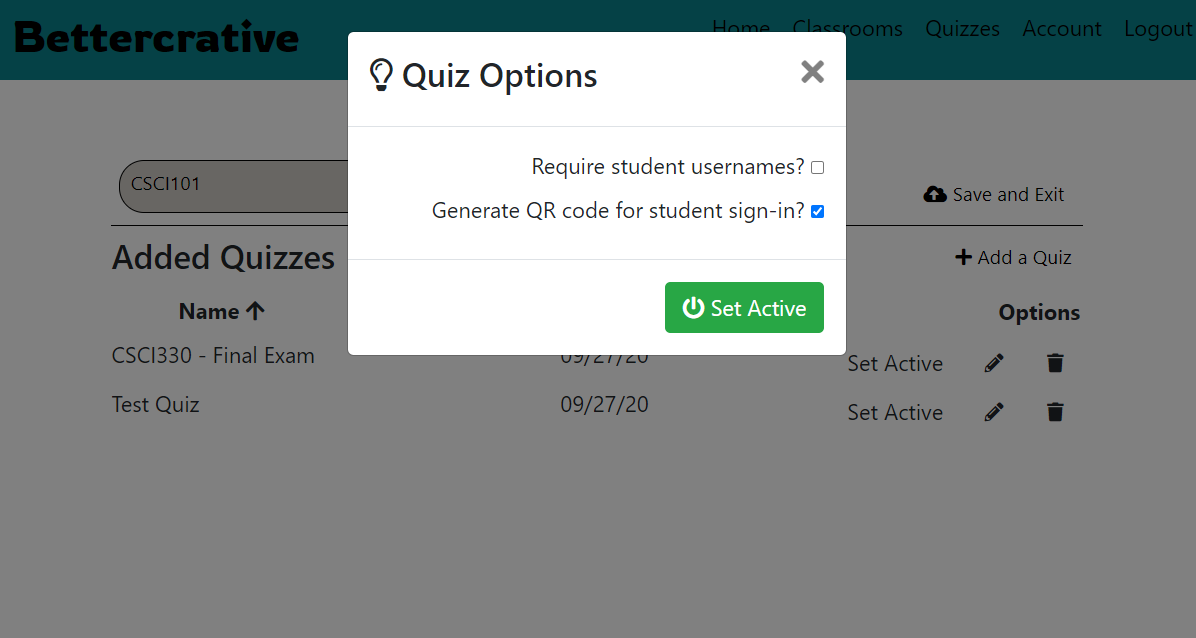 Bettercrative
Home Classrooms Quizzes Account Logout
Quiz Options
Require student usernames?
Generate QR code for student sign-in?
Set Active
CSCI101
Save and Exit
Added Quizzes
Add a Quiz
Name
Options
CSCI330 - Final Exam 09/27/20 Set Active
Test Quiz 09/27/20 Set Active